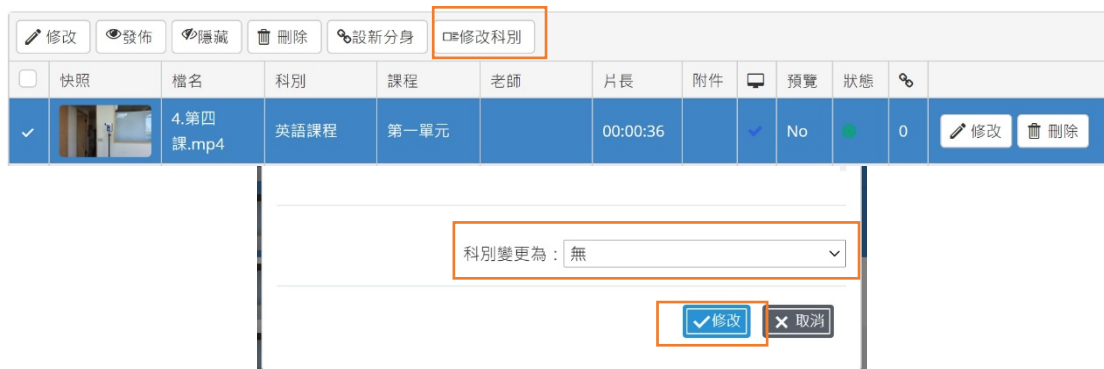 修改 發佈 隱藏 刪除 設新分身 修改科別
快照 檔名 科別 課程 老師 片長 附件 預覽 狀態
4.第四課.mp4 英語課程 第一單元 00:00:36 No 0 修改 刪除
科別變更為：無
修改 取消